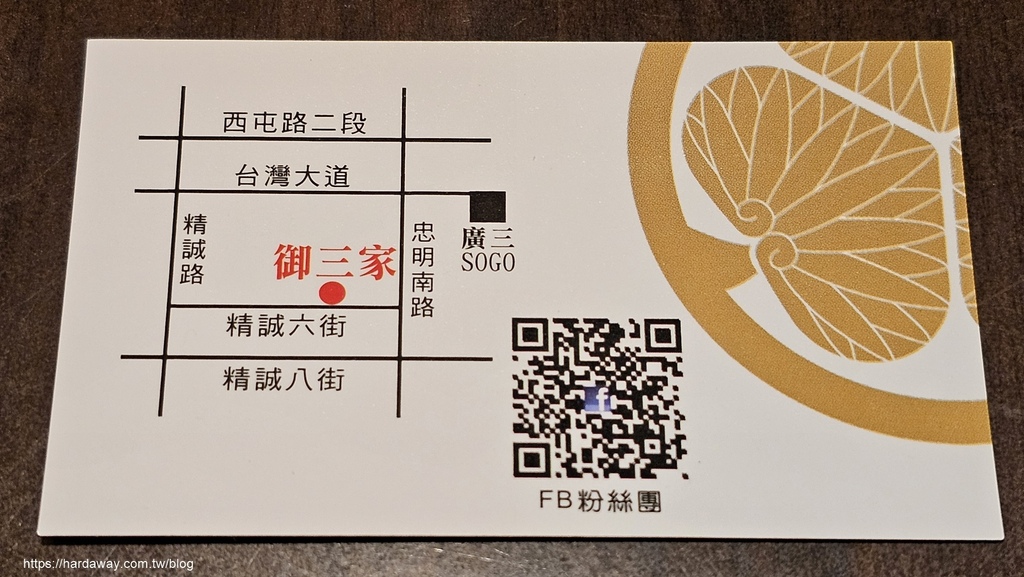 西屯路二段
台灣大道
精誠路
御三家
忠明南路
廣三
SOGO
精誠六街
精誠八街
f
FB粉絲團
https://hardaway.com.tw/blog